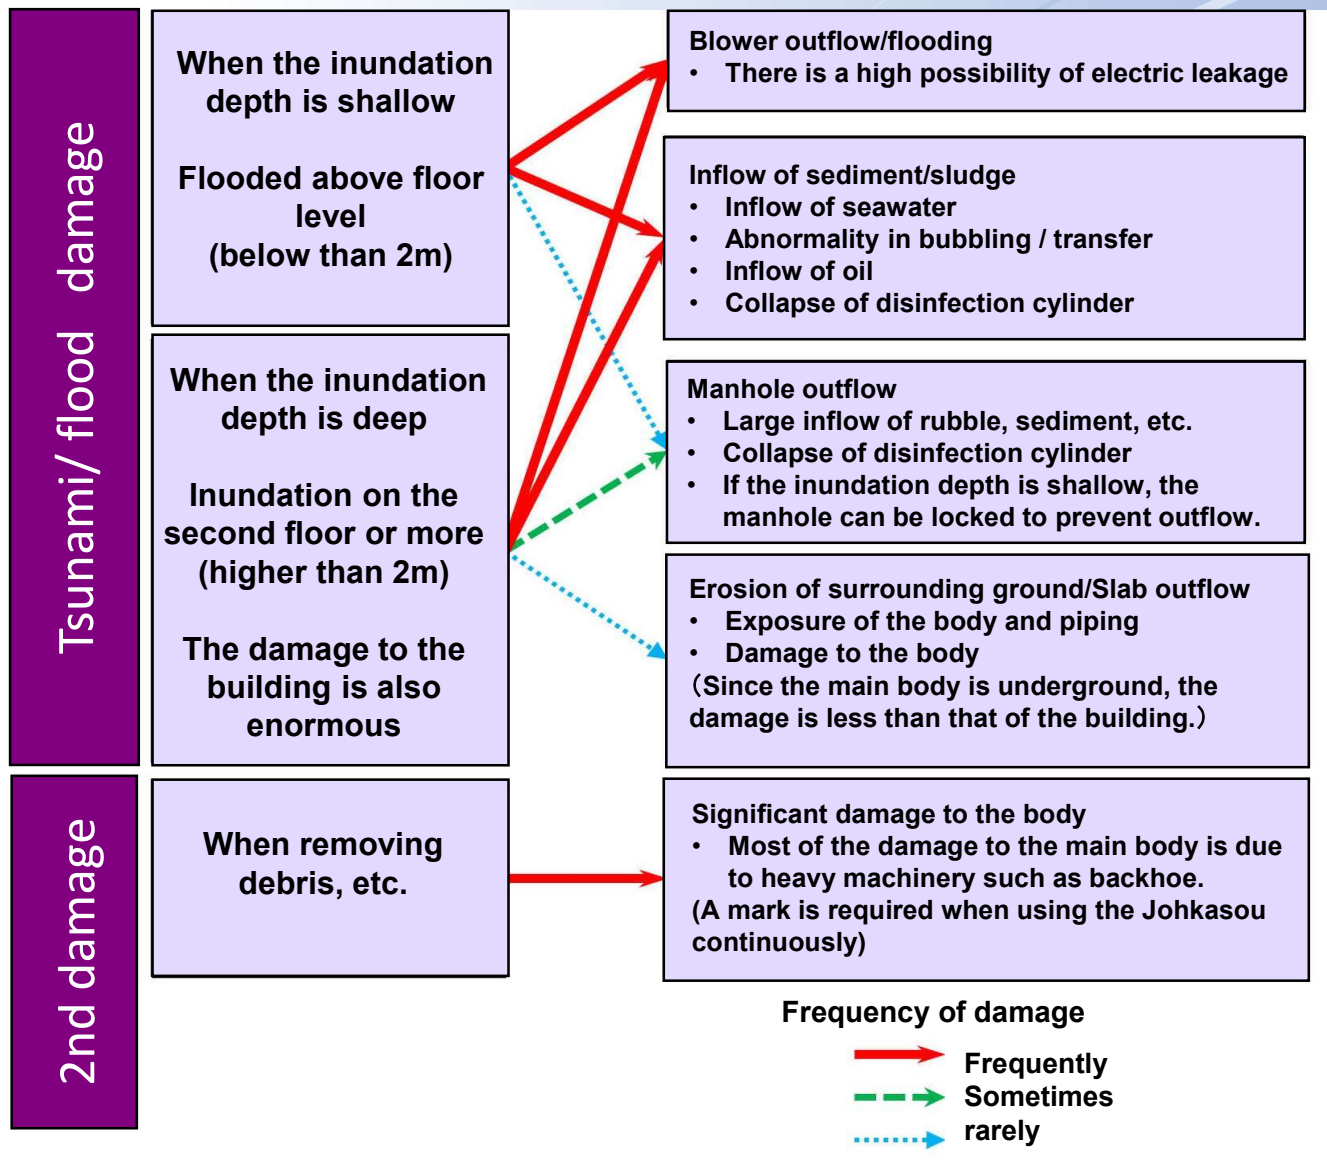 Tsunami/ flood damage
When the inundation
depth is shallow
Flooded above floor
level
(below than 2m)
When the inundation
depth is deep
Inundation on the
second floor or more
(higher than 2m)
The damage to the
building is also
enormous
Blower outflow/flooding
• There is a high possibility of electric leakage
Inflow of sediment/sludge
• Inflow of seawater
• Abnormality in bubbling / transfer
• Inflow of oil
• Collapse of disinfection cylinder
Manhole outflow
• Large inflow of rubble, sediment, etc.
• Collapse of disinfection cylinder
• If the inundation depth is shallow, the
manhole can be locked to prevent outflow.
Erosion of surrounding ground/Slab outflow
• Exposure of the body and piping
• Damage to the body
（Since the main body is underground, the
damage is less than that of the building.）
2nd damage
When removing
debris, etc.
Significant damage to the body
• Most of the damage to the main body is due
to heavy machinery such as backhoe.
(A mark is required when using the Johkasou
continuously)
Frequency of damage
Frequently
Sometimes
rarely